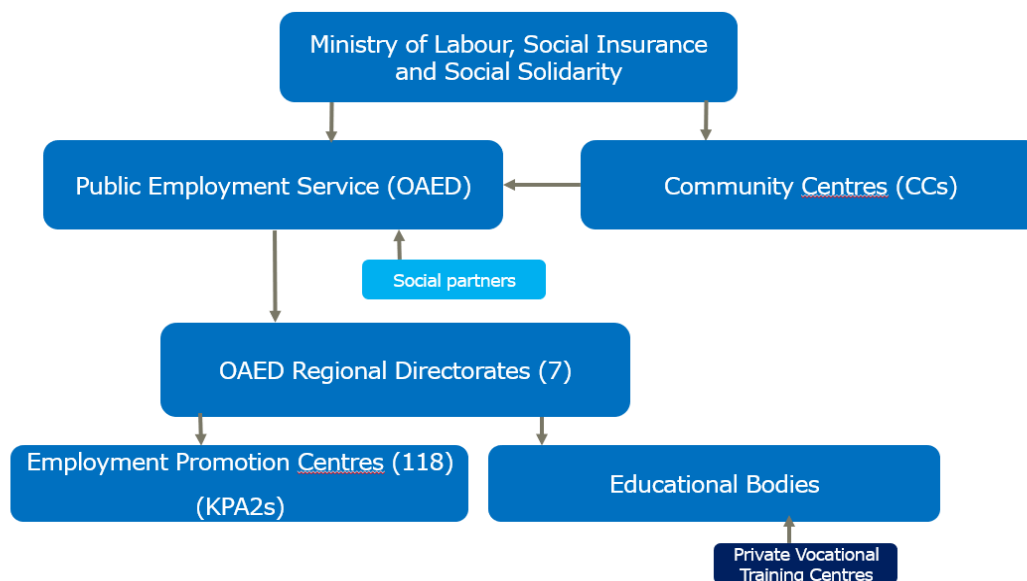 Ministry of Labour, Social Insurance
and Social Solidarity
Public Employment Service (OAED)
Community Centres (CCs)
Social partners
OAED Regional Directorates (7)
Employment Promotion Centres (118)
(KPA2s)
Educational Bodies
Private Vocational
Training Centres